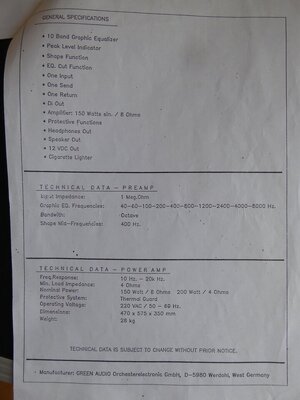 GENERAL SPECIFICATIONS
• 10 Band Graphic Equalizer
• Peak Level Indicator
• Shape Function
• EQ. Cut Function
• One Input
• One Send
• One Return
• Di Out
• Amplifier: 150 Watts sin. / 8 Ohms
• Protective Functions
• Headphones Out
• Speaker Out
• 12 VDC Out
• Cigarette Lighter
TECHNICAL DATA - PREAMP
Input Impedance: 1 Meg.Ohm
Graphic EQ. Frequencies: 40-60-100-200-400-800-1200-2400-4000-8000 Hz.
Bandwith: Octave
Shape Mid-Frequencies: 400 Hz.
TECHNICAL DATA - POWER AMP
Freq.Response: 10 Hz. - 20k Hz.
Min. Load Impedance: 4 Ohms
Nominal Power: 150 Watt / 8 Ohms 200 Watt / 4 Ohms
Protective System: Thermal Guard
Operating Voltage: 220 VAC / 50 - 60 Hz.
Dimensions: 470 x 575 x 350 mm
Weight: 28 kg
TECHNICAL DATA IS SUBJECT TO CHANGE WITHOUT PRIOR NOTICE.
Manufacturer: GREEN AUDIO Orchesterelectronic GmbH, D-5980 Werdohl, West Germany